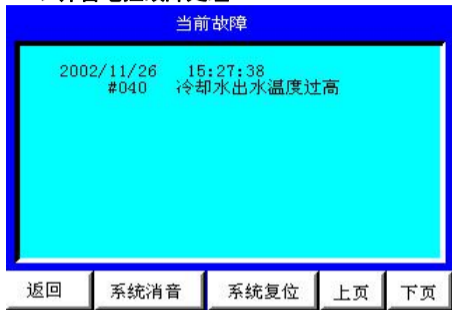 当前故障
2002/11/26 15:27:38
#040 冷却水出水温度过高
返回 系统消音 系统复位 上页 下页